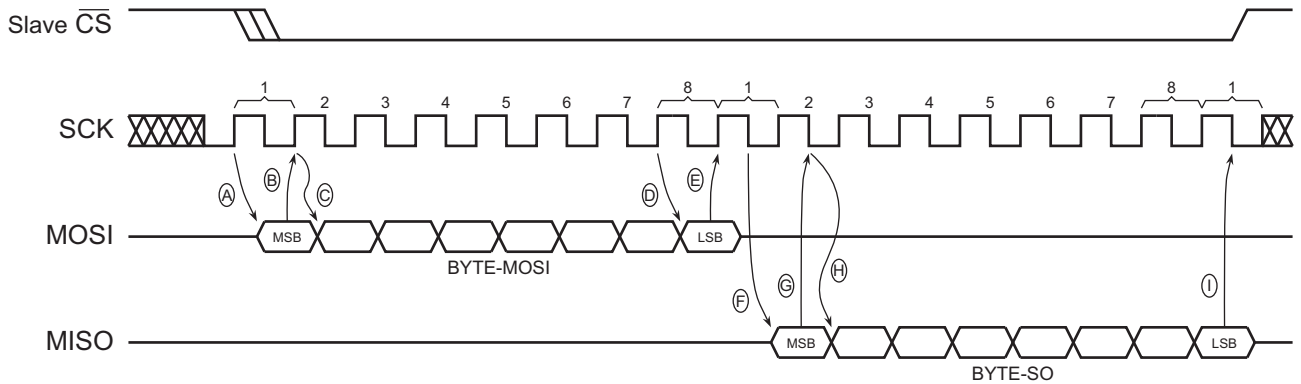 Slave C̅S̅
1 2 3 4 5 6 7 8 1 2 3 4 5 6 7 8 1
SCK
A B C D E
MOSI MSB LSB
BYTE-MOSI
F G H I
MISO MSB LSB
BYTE-SO